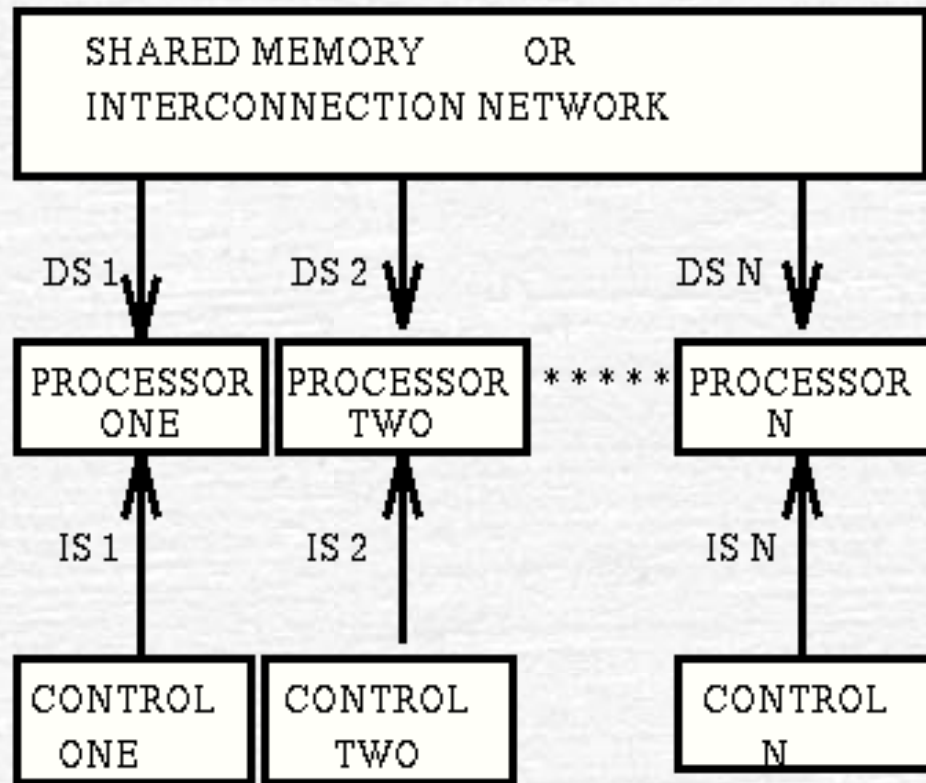 SHARED MEMORY OR
INTERCONNECTION NETWORK
DS 1 DS 2 DS N
PROCESSOR PROCESSOR * * * * * PROCESSOR
ONE TWO N
IS 1 IS 2 IS N
CONTROL CONTROL CONTROL
ONE TWO N